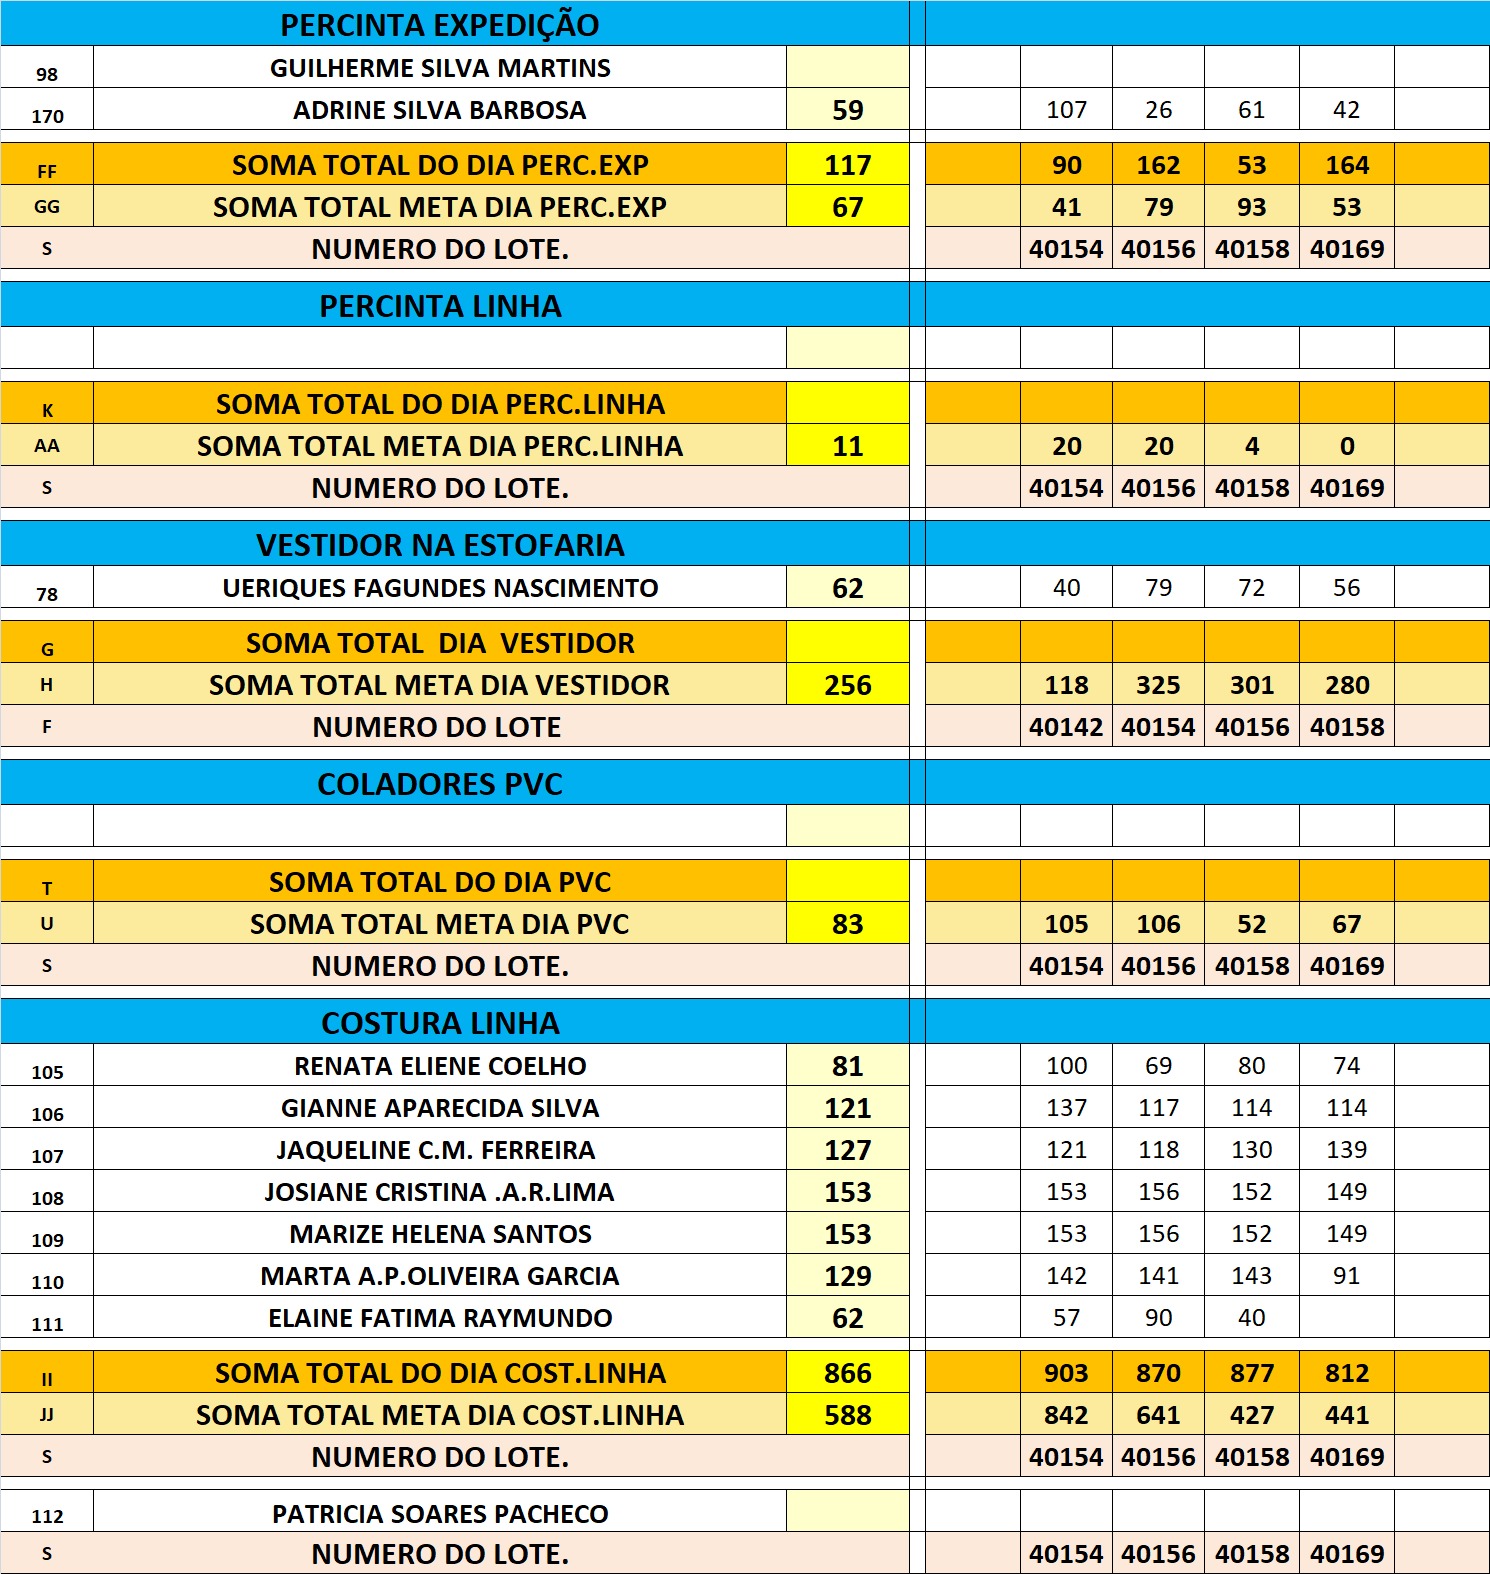 PERCINTA EXPEDIÇÃO
98 GUILHERME SILVA MARTINS
170 ADRINE SILVA BARBOSA 59 107 26 61 42
FF SOMA TOTAL DO DIA PERC.EXP 117 90 162 53 164
GG SOMA TOTAL META DIA PERC.EXP 67 41 79 93 53
S NUMERO DO LOTE. 40154 40156 40158 40169
PERCINTA LINHA
K SOMA TOTAL DO DIA PERC.LINHA
AA SOMA TOTAL META DIA PERC.LINHA 11 20 20 4 0
S NUMERO DO LOTE. 40154 40156 40158 40169
VESTIDOR NA ESTOFARIA
78 UERIQUES FAGUNDES NASCIMENTO 62 40 79 72 56
G SOMA TOTAL DIA VESTIDOR
H SOMA TOTAL META DIA VESTIDOR 256 118 325 301 280
F NUMERO DO LOTE 40142 40154 40156 40158
COLADORES PVC
T SOMA TOTAL DO DIA PVC
U SOMA TOTAL META DIA PVC 83 105 106 52 67
S NUMERO DO LOTE. 40154 40156 40158 40169
COSTURA LINHA
105 RENATA ELIENE COELHO 81 100 69 80 74
106 GIANNE APARECIDA SILVA 121 137 117 114 114
107 JAQUELINE C.M. FERREIRA 127 121 118 130 139
108 JOSIANE CRISTINA .A.R.LIMA 153 153 156 152 149
109 MARIZE HELENA SANTOS 153 153 156 152 149
110 MARTA A.P.OLIVEIRA GARCIA 129 142 141 143 91
111 ELAINE FATIMA RAYMUNDO 62 57 90 40
II SOMA TOTAL DO DIA COST.LINHA 866 903 870 877 812
JJ SOMA TOTAL META DIA COST.LINHA 588 842 641 427 441
S NUMERO DO LOTE. 40154 40156 40158 40169
112 PATRICIA SOARES PACHECO
S NUMERO DO LOTE. 40154 40156 40158 40169